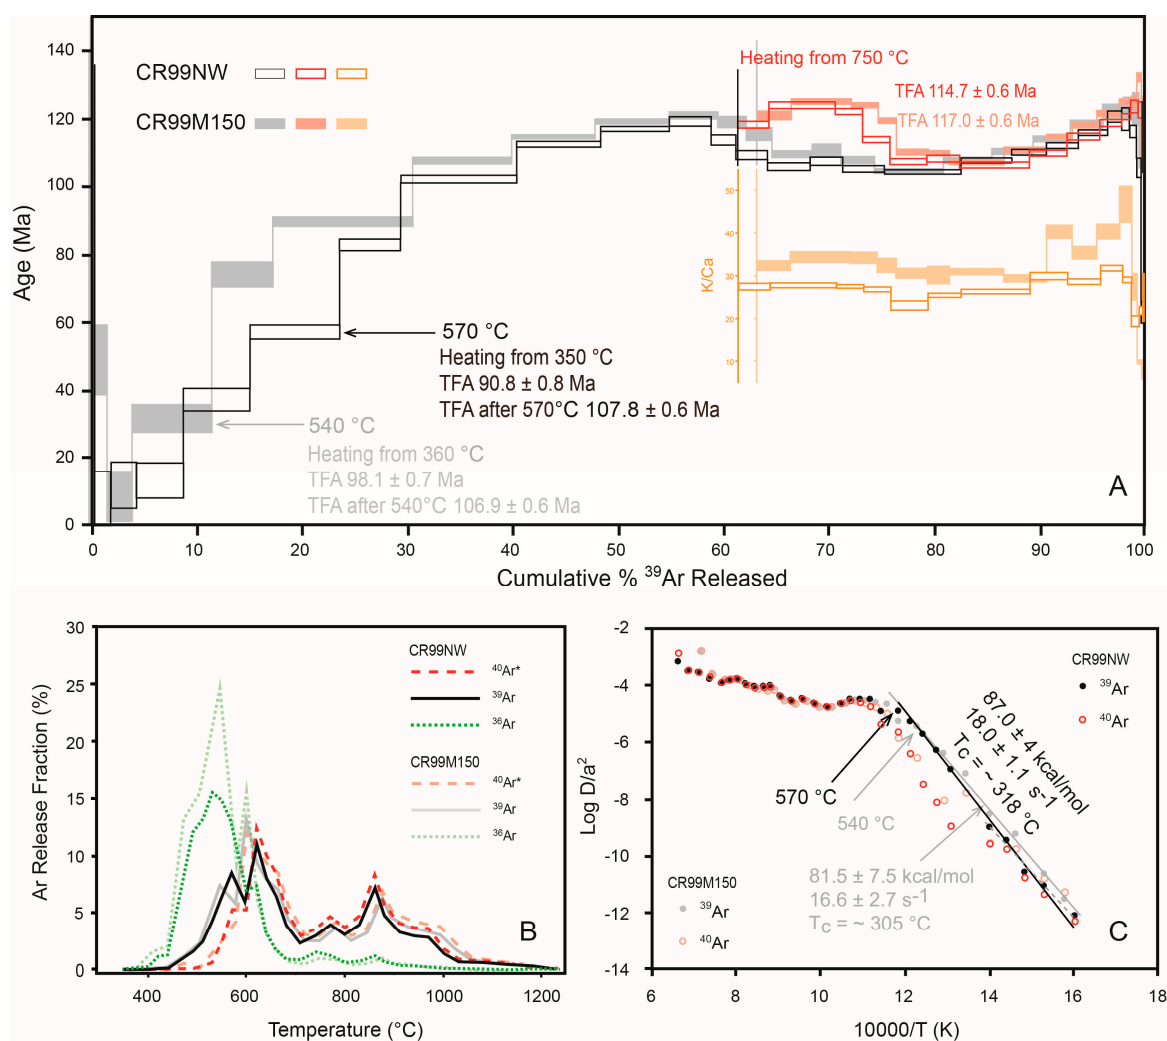 140
120
100
80
60
40
20
0
Age (Ma)
CR99NW
CR99M150
Heating from 750 °C
TFA 114.7 ± 0.6 Ma
TFA 117.0 ± 0.6 Ma
50
40
30
20
10
K/Ca
570 °C
Heating from 350 °C
TFA 90.8 ± 0.8 Ma
TFA after 570°C 107.8 ± 0.6 Ma
540 °C
Heating from 360 °C
TFA 98.1 ± 0.7 Ma
TFA after 540°C 106.9 ± 0.6 Ma
A
0 10 20 30 40 50 60 70 80 90 100
Cumulative % ³⁹Ar Released
30
25
20
15
10
5
0
Ar Release Fraction (%)
CR99NW
⁴⁰Ar*
³⁹Ar
³⁶Ar
CR99M150
⁴⁰Ar*
³⁹Ar
³⁶Ar
B
400 600 800 1000 1200
Temperature (°C)
-2
-4
-6
-8
-10
-12
-14
Log D/a²
CR99NW
³⁹Ar
⁴⁰Ar
87.0 ± 4 kcal/mol
18.0 ± 1.1 s⁻¹
Tc = ~ 318 °C
570 °C
540 °C
81.5 ± 7.5 kcal/mol
16.6 ± 2.7 s⁻¹
Tc = ~ 305 °C
CR99M150
³⁹Ar
⁴⁰Ar
C
6 8 10 12 14 16 18
10000/T (K)